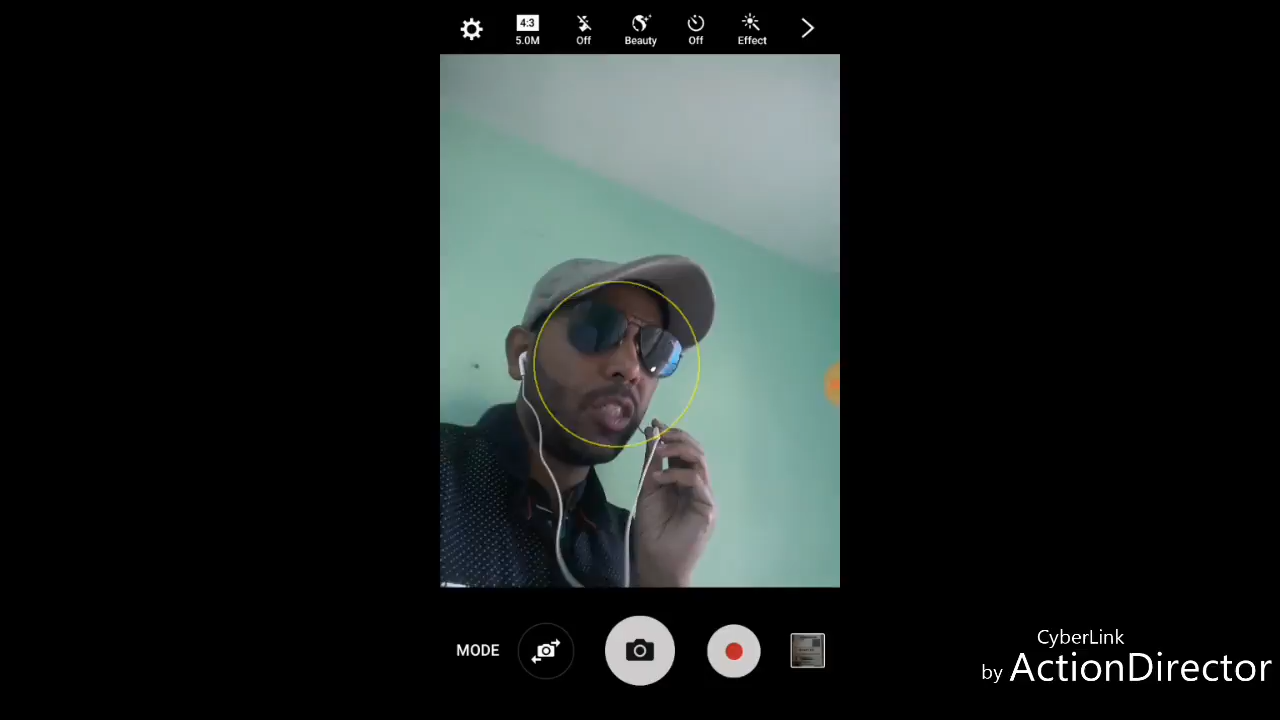 4:3
5.0M
Off
Beauty
Off
Effect
MODE
CyberLink
by ActionDirector